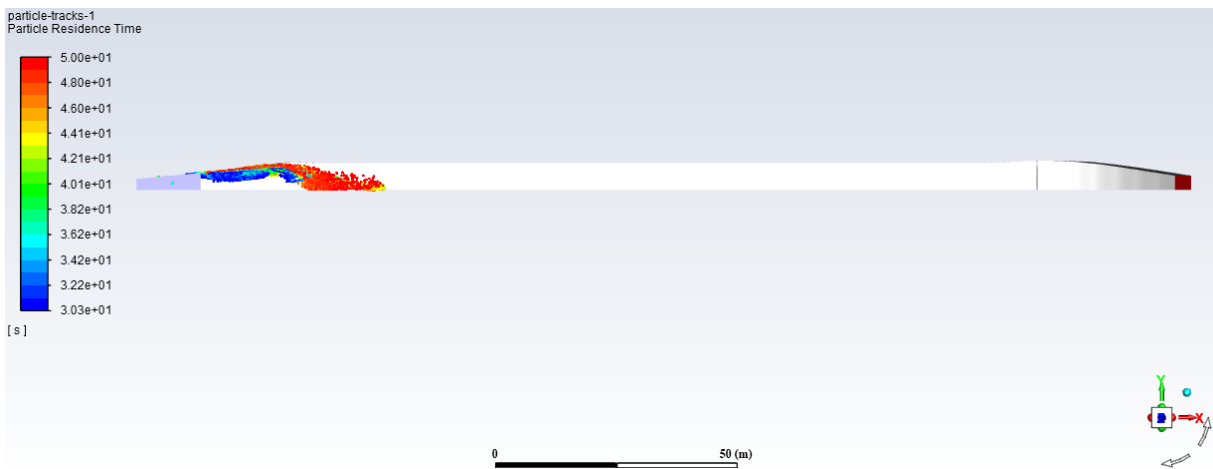 particle-tracks-1
Particle Residence Time
5.00e+01
4.80e+01
4.60e+01
4.41e+01
4.21e+01
4.01e+01
3.82e+01
3.62e+01
3.42e+01
3.22e+01
3.03e+01
[ s ]
Y
X
0 50 (m)